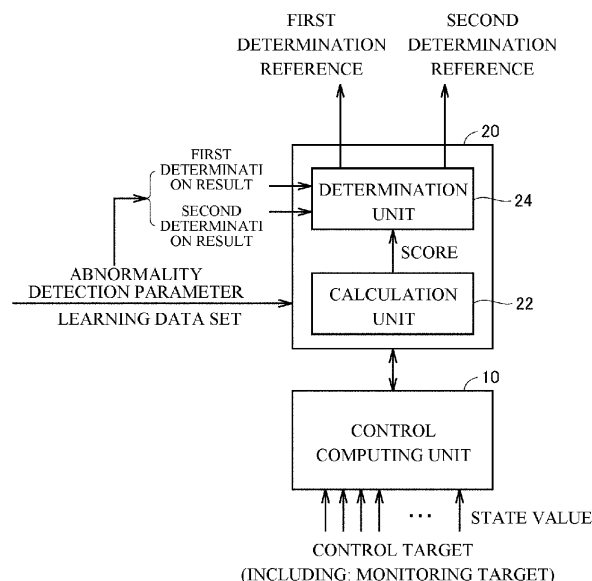 FIRST
DETERMINATION
REFERENCE
SECOND
DETERMINATION
REFERENCE
20
FIRST
DETERMINATI
ON RESULT
SECOND
DETERMINATI
ON RESULT
DETERMINATION
UNIT
24
SCORE
ABNORMALITY
DETECTION PARAMETER
LEARNING DATA SET
CALCULATION
UNIT
22
10
CONTROL
COMPUTING UNIT
...
STATE VALUE
CONTROL TARGET
(INCLUDING: MONITORING TARGET)